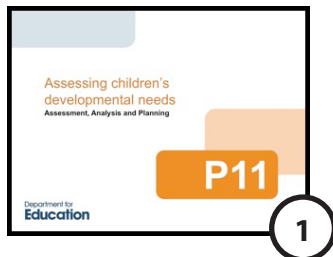 Assessing children's
developmental needs
Assessment, Analysis and Planning
P11
Department for
Education
1